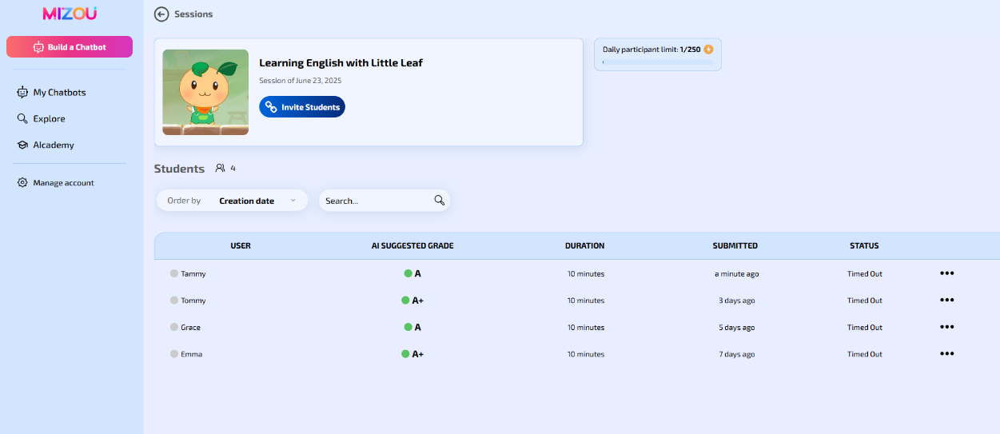 MIZOU
Build a Chatbot
My Chatbots
Explore
AIcademy
Manage account
Sessions
Learning English with Little Leaf
Session of June 23, 2025
Invite Students
Daily participant limit: 1/250
Students 4
Order by Creation date
Search...
USER AI SUGGESTED GRADE DURATION SUBMITTED STATUS
Tammy A 10 minutes a minute ago Timed Out
Tommy A+ 10 minutes 3 days ago Timed Out
Grace A 10 minutes 5 days ago Timed Out
Emma A+ 10 minutes 7 days ago Timed Out